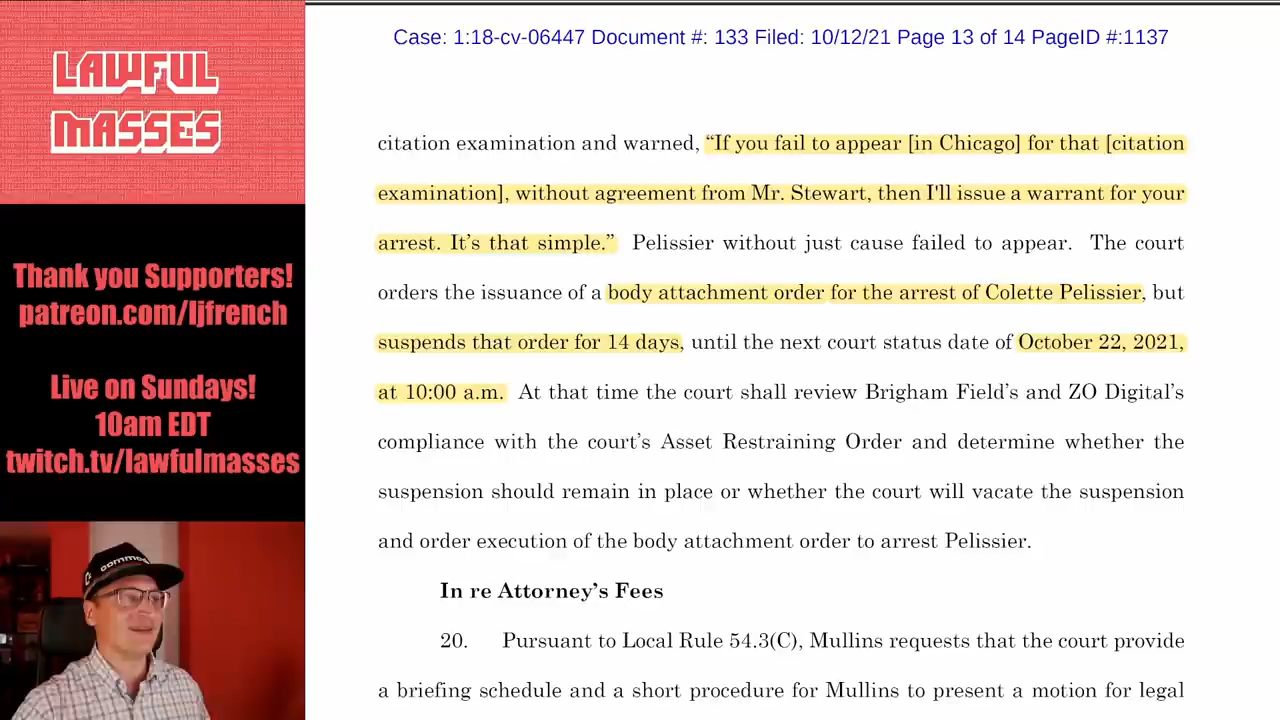 LAWFUL
MASSES
Thank you Supporters!
patreon.com/ljfrench
Live on Sundays!
10am EDT
twitch.tv/lawfulmasses
Case: 1:18-cv-06447 Document #: 133 Filed: 10/12/21 Page 13 of 14 PageID #:1137
citation examination and warned, “If you fail to appear [in Chicago] for that [citation
examination], without agreement from Mr. Stewart, then I'll issue a warrant for your
arrest. It’s that simple.” Pelissier without just cause failed to appear. The court
orders the issuance of a body attachment order for the arrest of Colette Pelissier, but
suspends that order for 14 days, until the next court status date of October 22, 2021,
at 10:00 a.m. At that time the court shall review Brigham Field’s and ZO Digital’s
compliance with the court’s Asset Restraining Order and determine whether the
suspension should remain in place or whether the court will vacate the suspension
and order execution of the body attachment order to arrest Pelissier.
In re Attorney’s Fees
20. Pursuant to Local Rule 54.3(C), Mullins requests that the court provide
a briefing schedule and a short procedure for Mullins to present a motion for legal